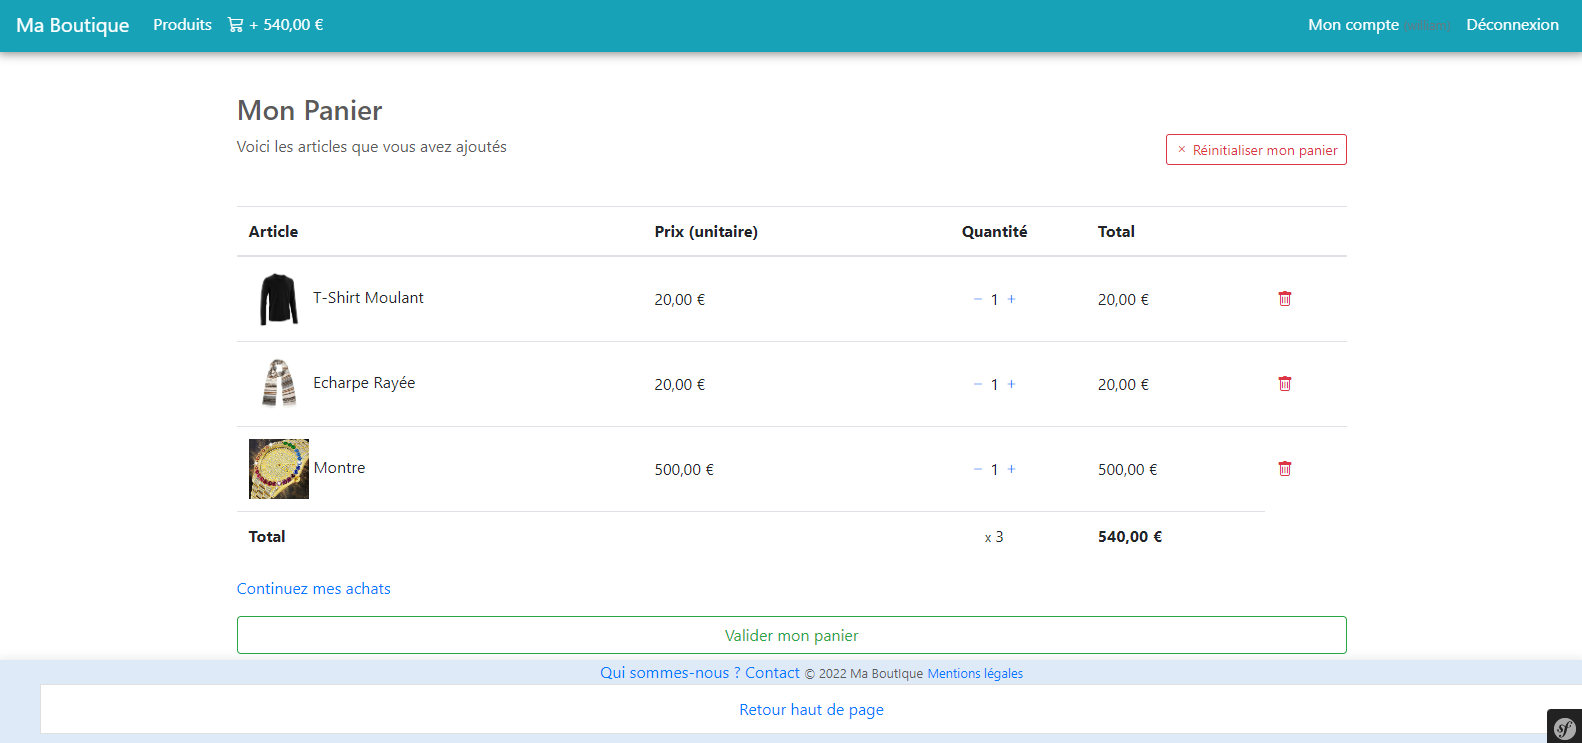 Ma Boutique Produits + 540,00 € Mon compte Déconnexion
Mon Panier
Voici les articles que vous avez ajoutés
× Réinitialiser mon panier
Article Prix (unitaire) Quantité Total
T-Shirt Moulant 20,00 € − 1 + 20,00 €
Echarpe Rayée 20,00 € − 1 + 20,00 €
Montre 500,00 € − 1 + 500,00 €
Total x 3 540,00 €
Continuez mes achats
Valider mon panier
Qui sommes-nous ? Contact © 2022 Ma Boutique Mentions légales
Retour haut de page
sf